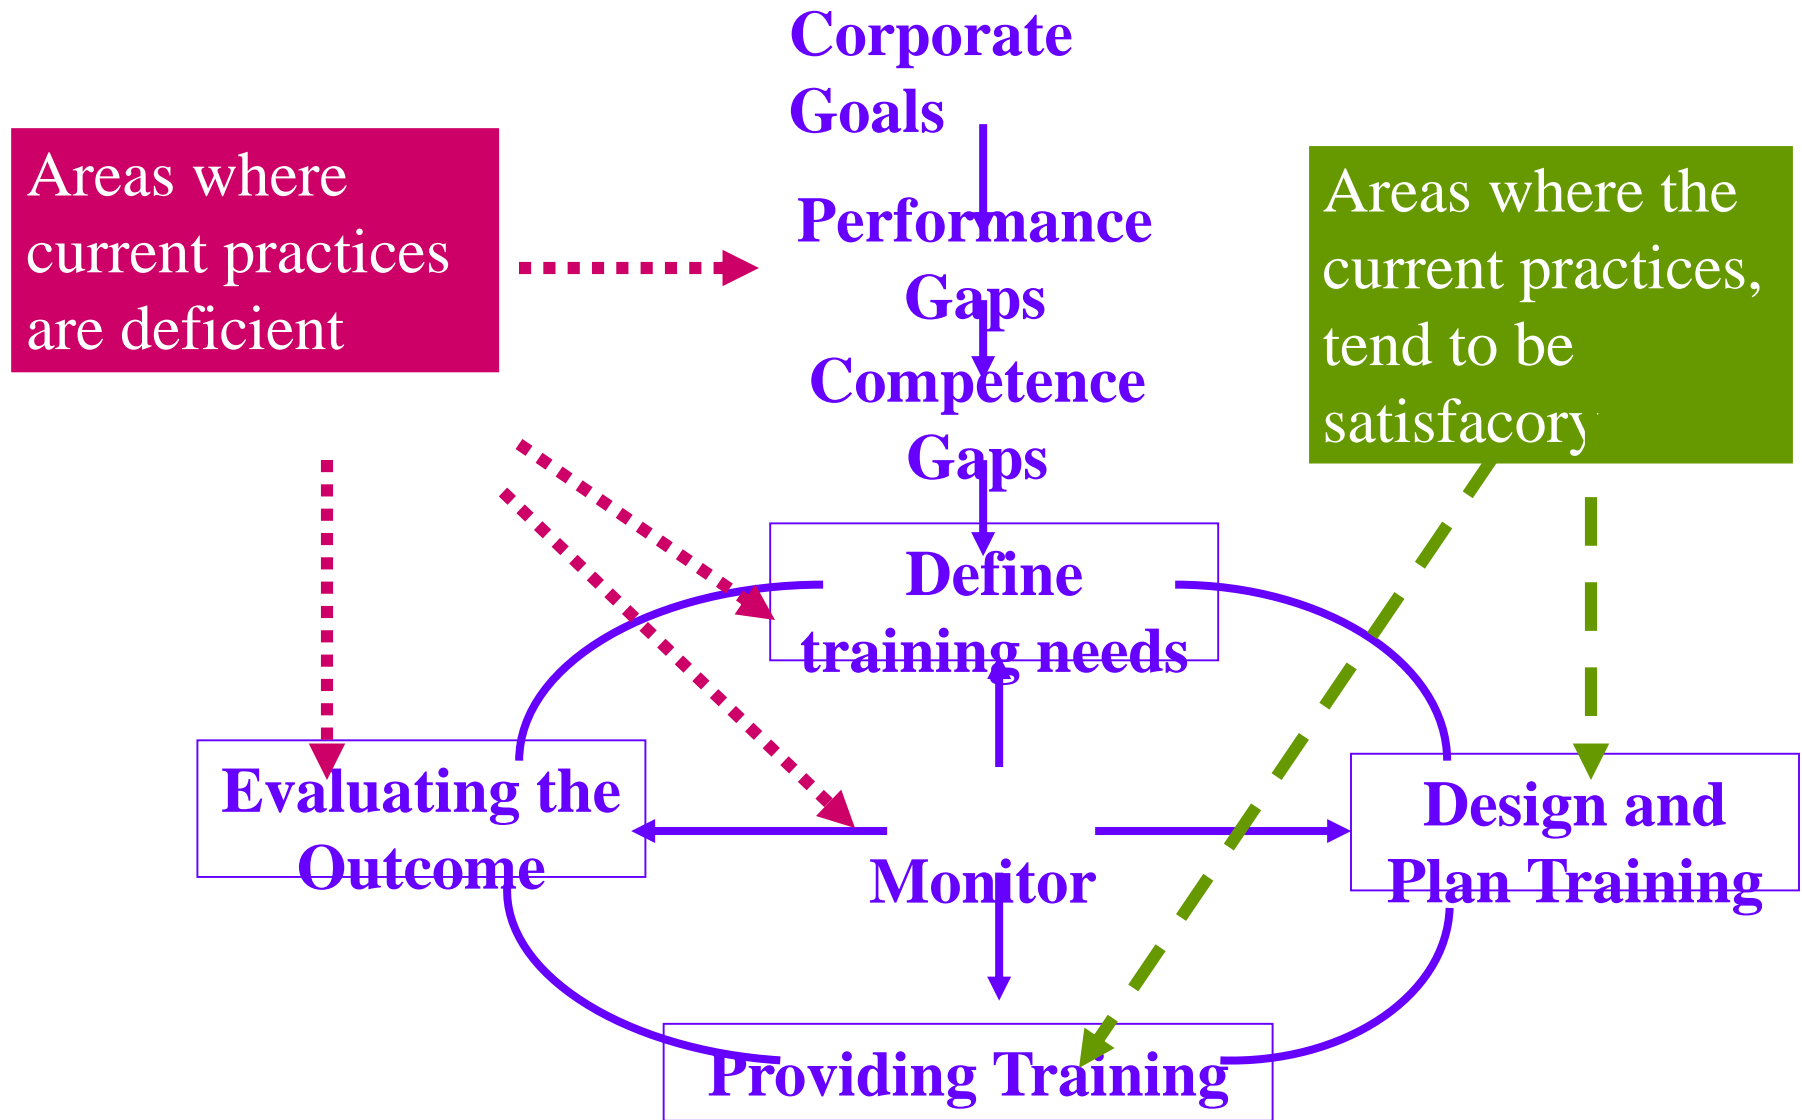 Corporate
Goals
Areas where
current practices
are deficient
Performance
Gaps
Competence
Gaps
Areas where the
current practices,
tend to be
satisfacory
Define
training needs
Evaluating the
Outcome
Monitor
Design and
Plan Training
Providing Training